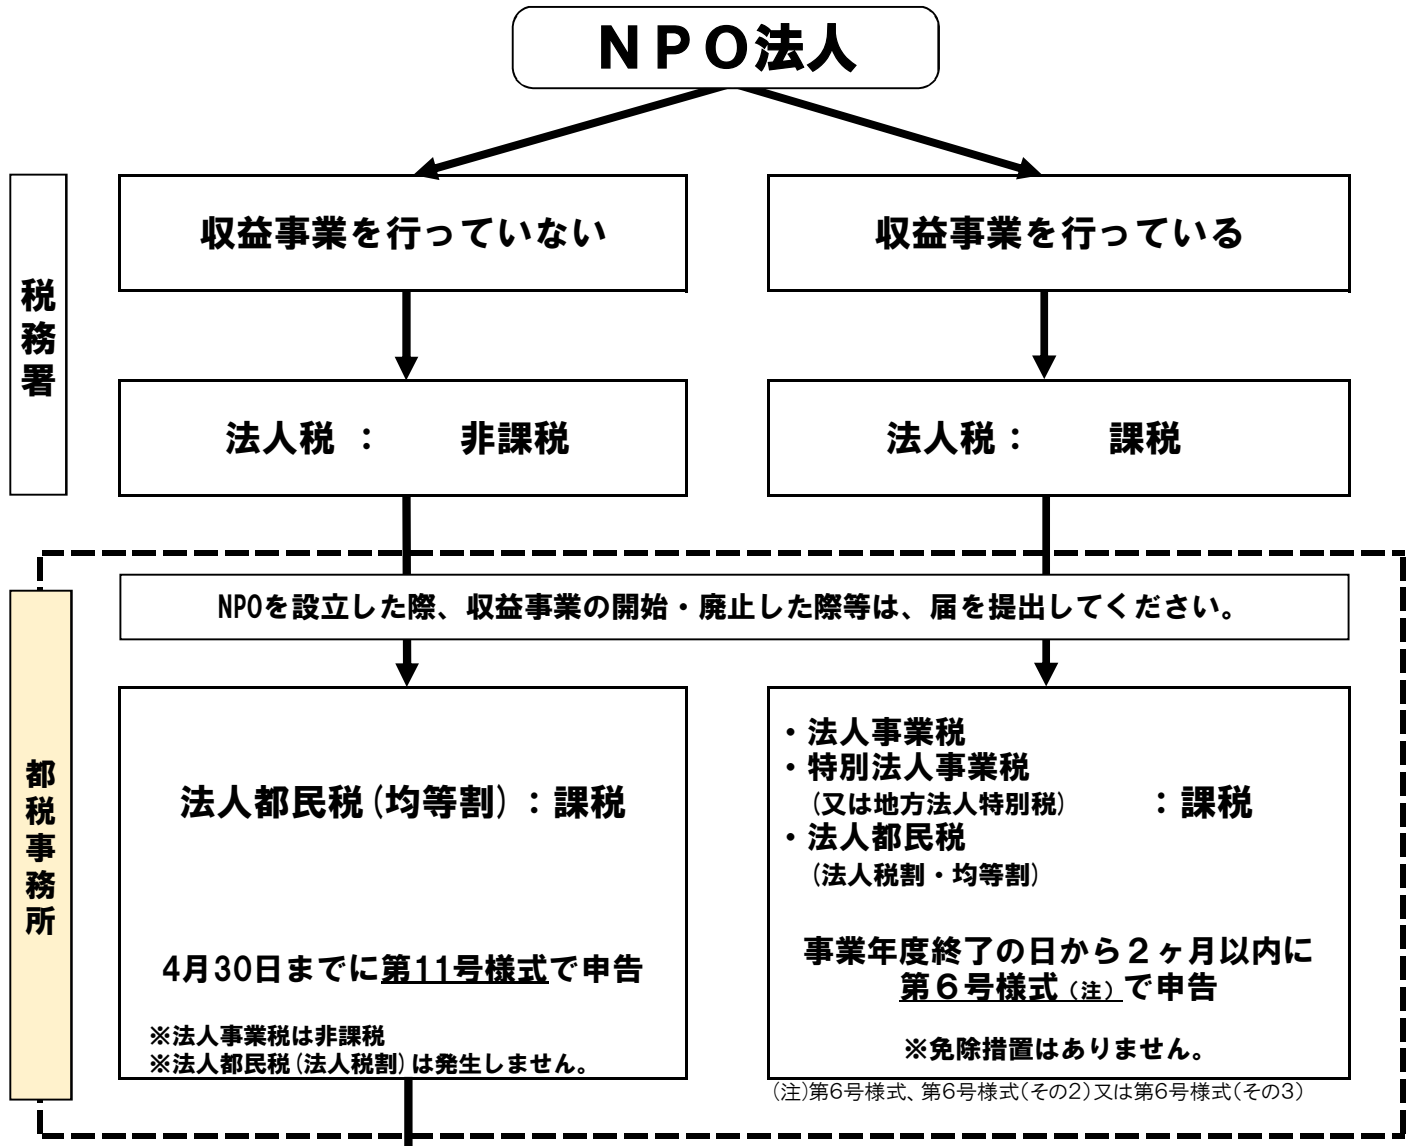 NPO法人
税務署
収益事業を行っていない
収益事業を行っている
法人税 : 非課税
法人税: 課税
NPOを設立した際、収益事業の開始・廃止した際等は、届を提出してください。
都税事務所
法人都民税(均等割):課税
4月30日までに第11号様式で申告
※法人事業税は非課税
※法人都民税(法人税割)は発生しません。
・法人事業税
・特別法人事業税
(又は地方法人特別税) :課税
・法人都民税
(法人税割・均等割)
事業年度終了の日から2ヶ月以内に
第6号様式(注)で申告
※免除措置はありません。
(注)第6号様式、第6号様式(その2)又は第6号様式(その3)